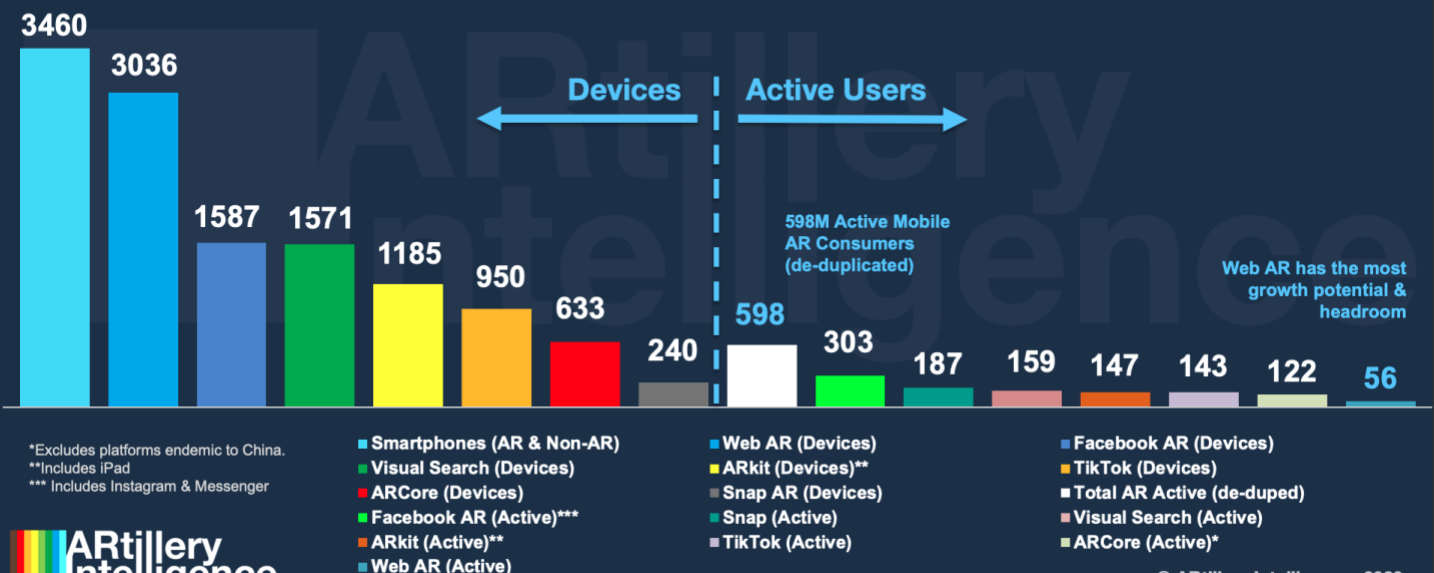 3460
3036
1587
1571
1185
950
633
240
598
303
187
159
147
143
122
56
Devices
Active Users
598M Active Mobile
AR Consumers
(de-duplicated)
Web AR has the most
growth potential &
headroom
ARtillery
Intelligence
*Excludes platforms endemic to China.
**Includes iPad
*** Includes Instagram & Messenger
Smartphones (AR & Non-AR)
Web AR (Devices)
Facebook AR (Devices)
Visual Search (Devices)
ARkit (Devices)**
TikTok (Devices)
ARCore (Devices)
Snap AR (Devices)
Total AR Active (de-duped)
Facebook AR (Active)***
Snap (Active)
Visual Search (Active)
ARkit (Active)**
TikTok (Active)
ARCore (Active)*
Web AR (Active)
ARtillery
Intelligence